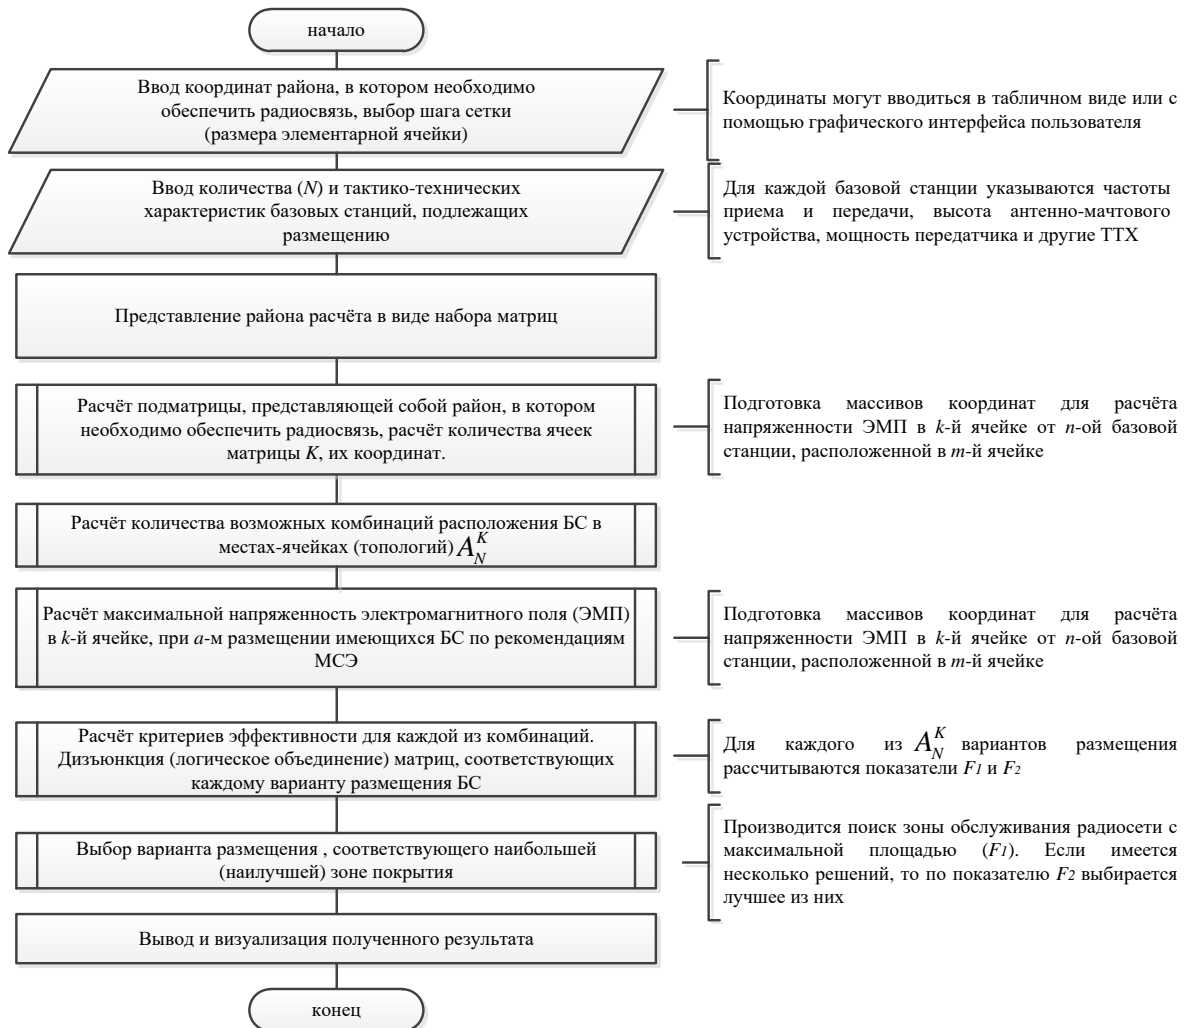 начало
Ввод координат района, в котором необходимо
обеспечить радиосвязь, выбор шага сетки
(размера элементарной ячейки)
Координаты могут вводиться в табличном виде или с
помощью графического интерфейса пользователя
Ввод количества (N) и тактико-технических
характеристик базовых станций, подлежащих
размещению
Для каждой базовой станции указываются частоты
приема и передачи, высота антенно-мачтового
устройства, мощность передатчика и другие ТТХ
Представление района расчёта в виде набора матриц
Расчёт подматрицы, представляющей собой район, в котором
необходимо обеспечить радиосвязь, расчёт количества ячеек
матрицы K, их координат.
Подготовка массивов координат для расчёта
напряженности ЭМП в k-й ячейке от n-ой базовой
станции, расположенной в m-й ячейке
Расчёт количества возможных комбинаций расположения БС в
местах-ячейках (топологий) A_N^K
Расчёт максимальной напряженность электромагнитного поля (ЭМП)
в k-й ячейке, при a-м размещении имеющихся БС по рекомендациям
МСЭ
Подготовка массивов координат для расчёта
напряженности ЭМП в k-й ячейке от n-ой базовой
станции, расположенной в m-й ячейке
Расчёт критериев эффективности для каждой из комбинаций.
Дизъюнкция (логическое объединение) матриц, соответствующих
каждому варианту размещения БС
Для каждого из A_N^K вариантов размещения
рассчитываются показатели F1 и F2
Выбор варианта размещения , соответствующего наибольшей
(наилучшей) зоне покрытия
Производится поиск зоны обслуживания радиосети с
максимальной площадью (F1). Если имеется
несколько решений, то по показателю F2 выбирается
лучшее из них
Вывод и визуализация полученного результата
конец